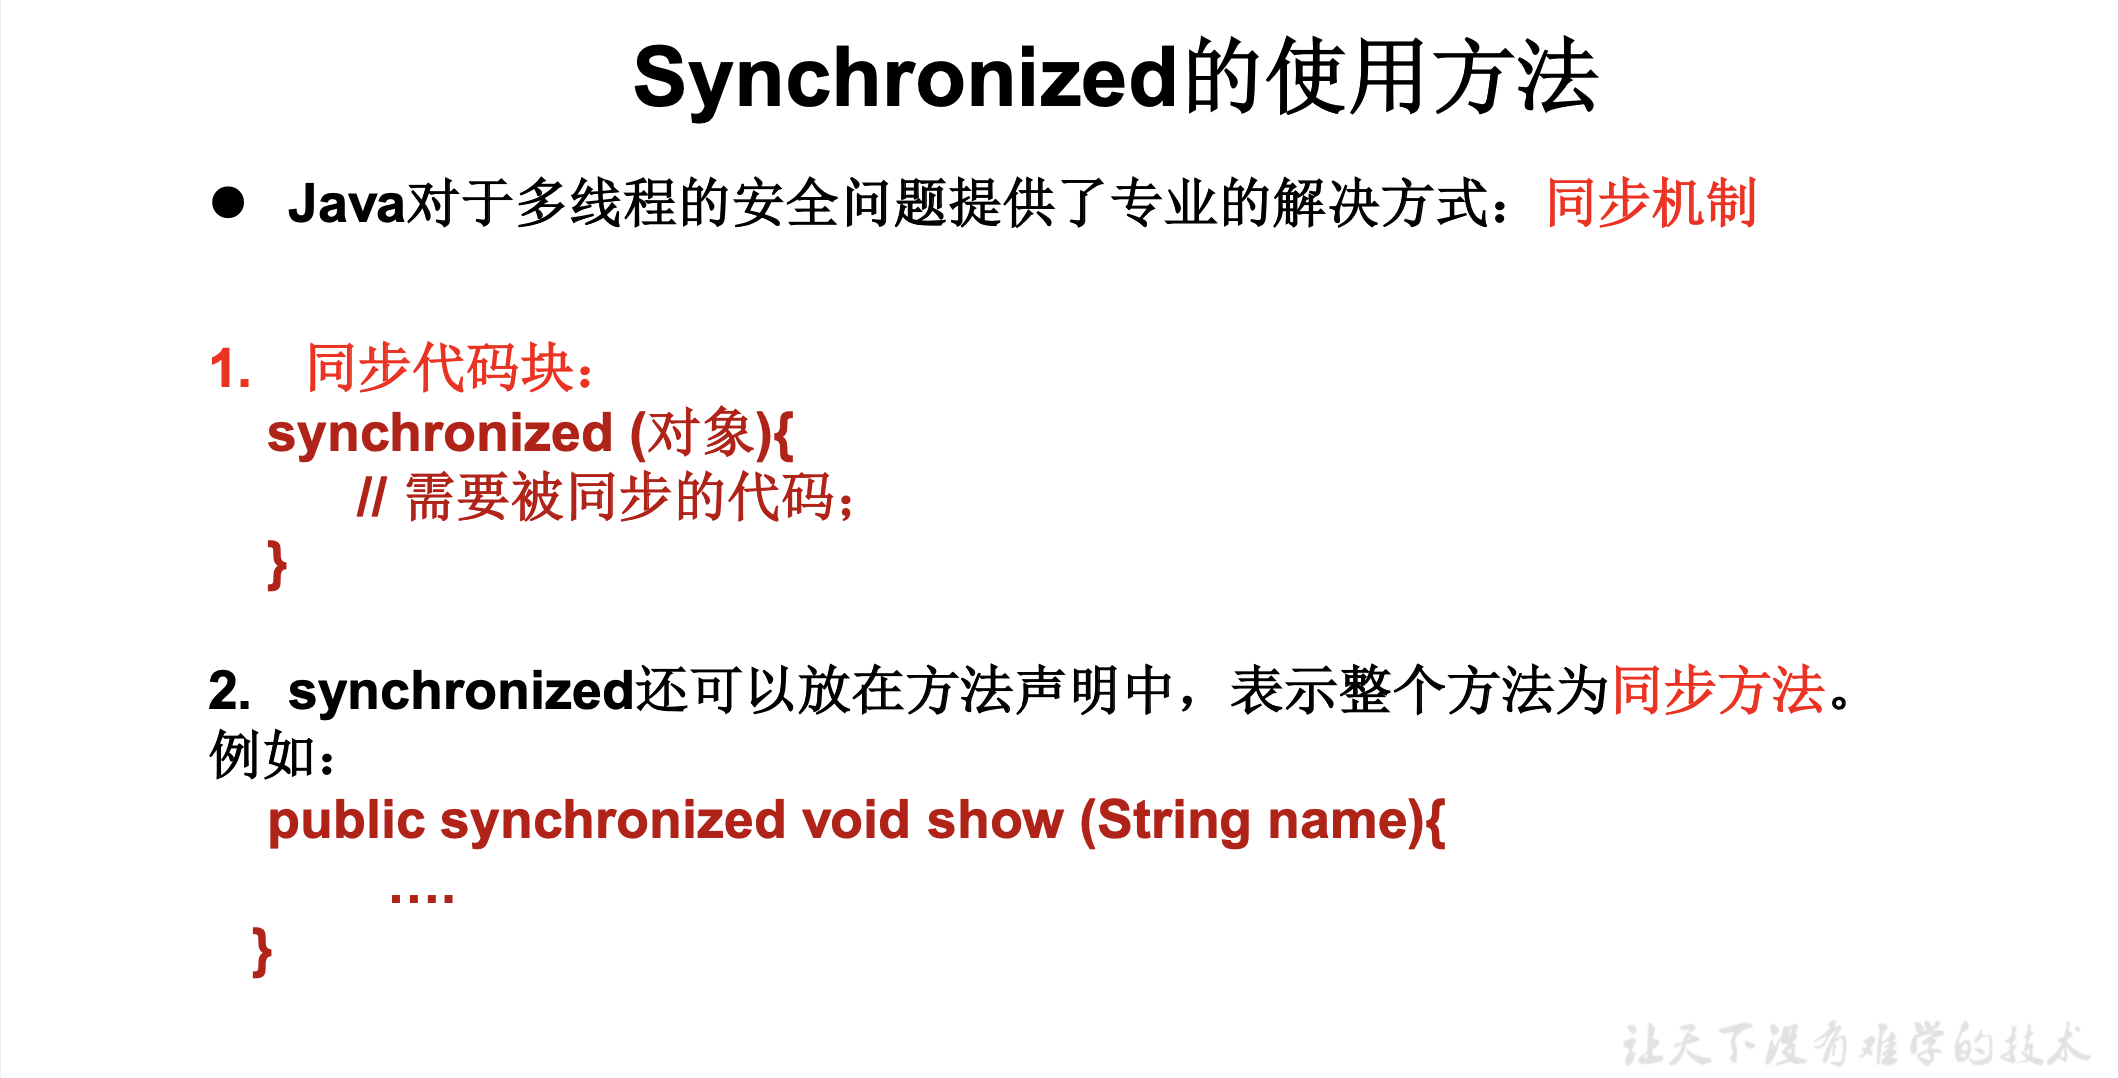 Synchronized的使用方法
● Java对于多线程的安全问题提供了专业的解决方式：同步机制
1. 同步代码块：
synchronized (对象){
// 需要被同步的代码；
}
2. synchronized还可以放在方法声明中，表示整个方法为同步方法。
例如：
public synchronized void show (String name){
….
}
让天下没有难学的技术